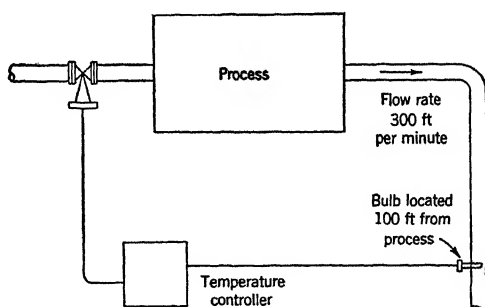 Process
Flow rate
300 ft
per minute
Bulb located
100 ft from
process
Temperature
controller